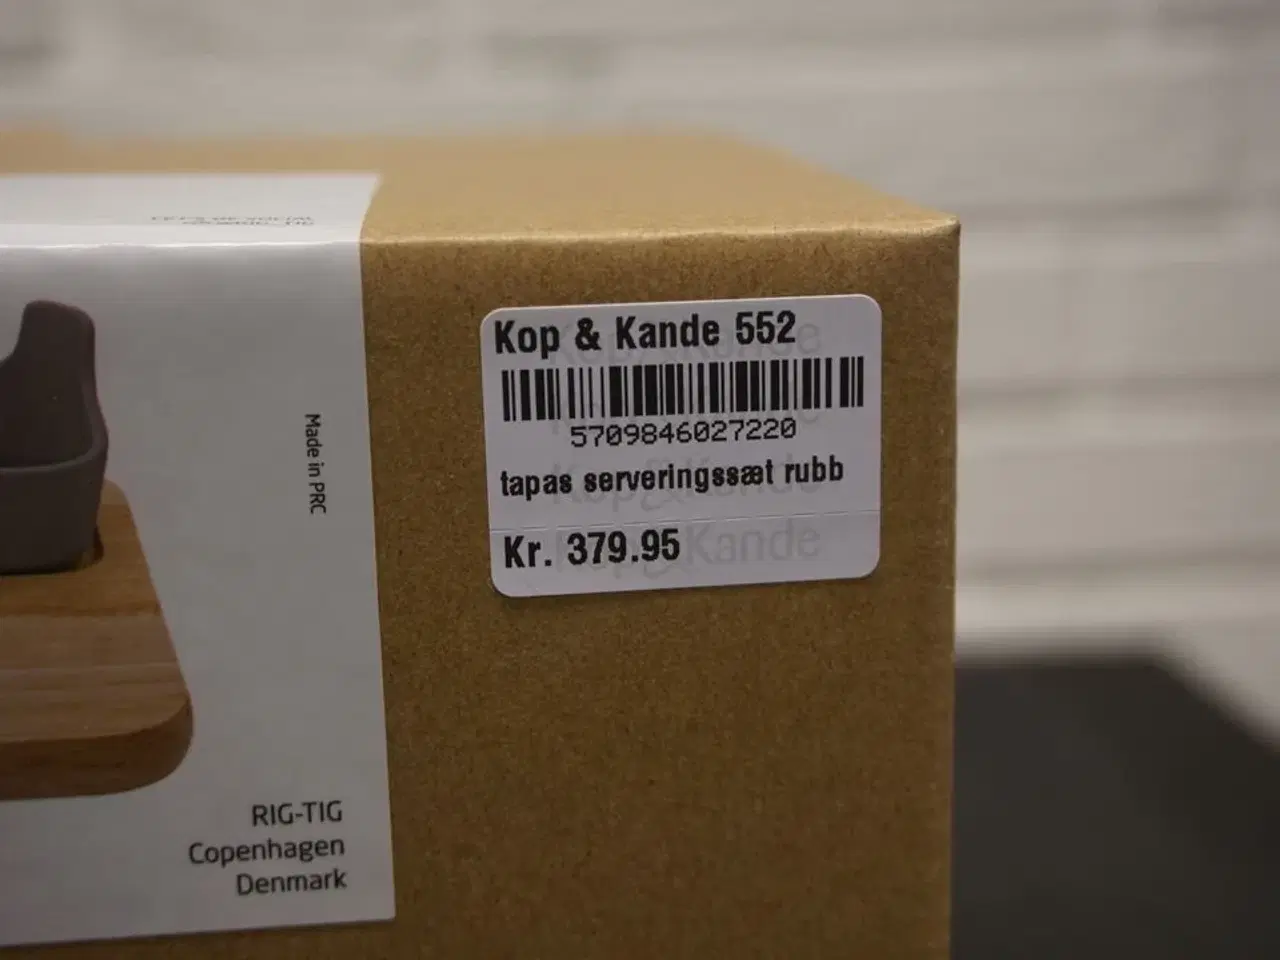 Kop & Kande 552
5709846027220
tapas serveringssæt rubb
Kr. 379.95
Made in PRC
RIG-TIG
Copenhagen
Denmark